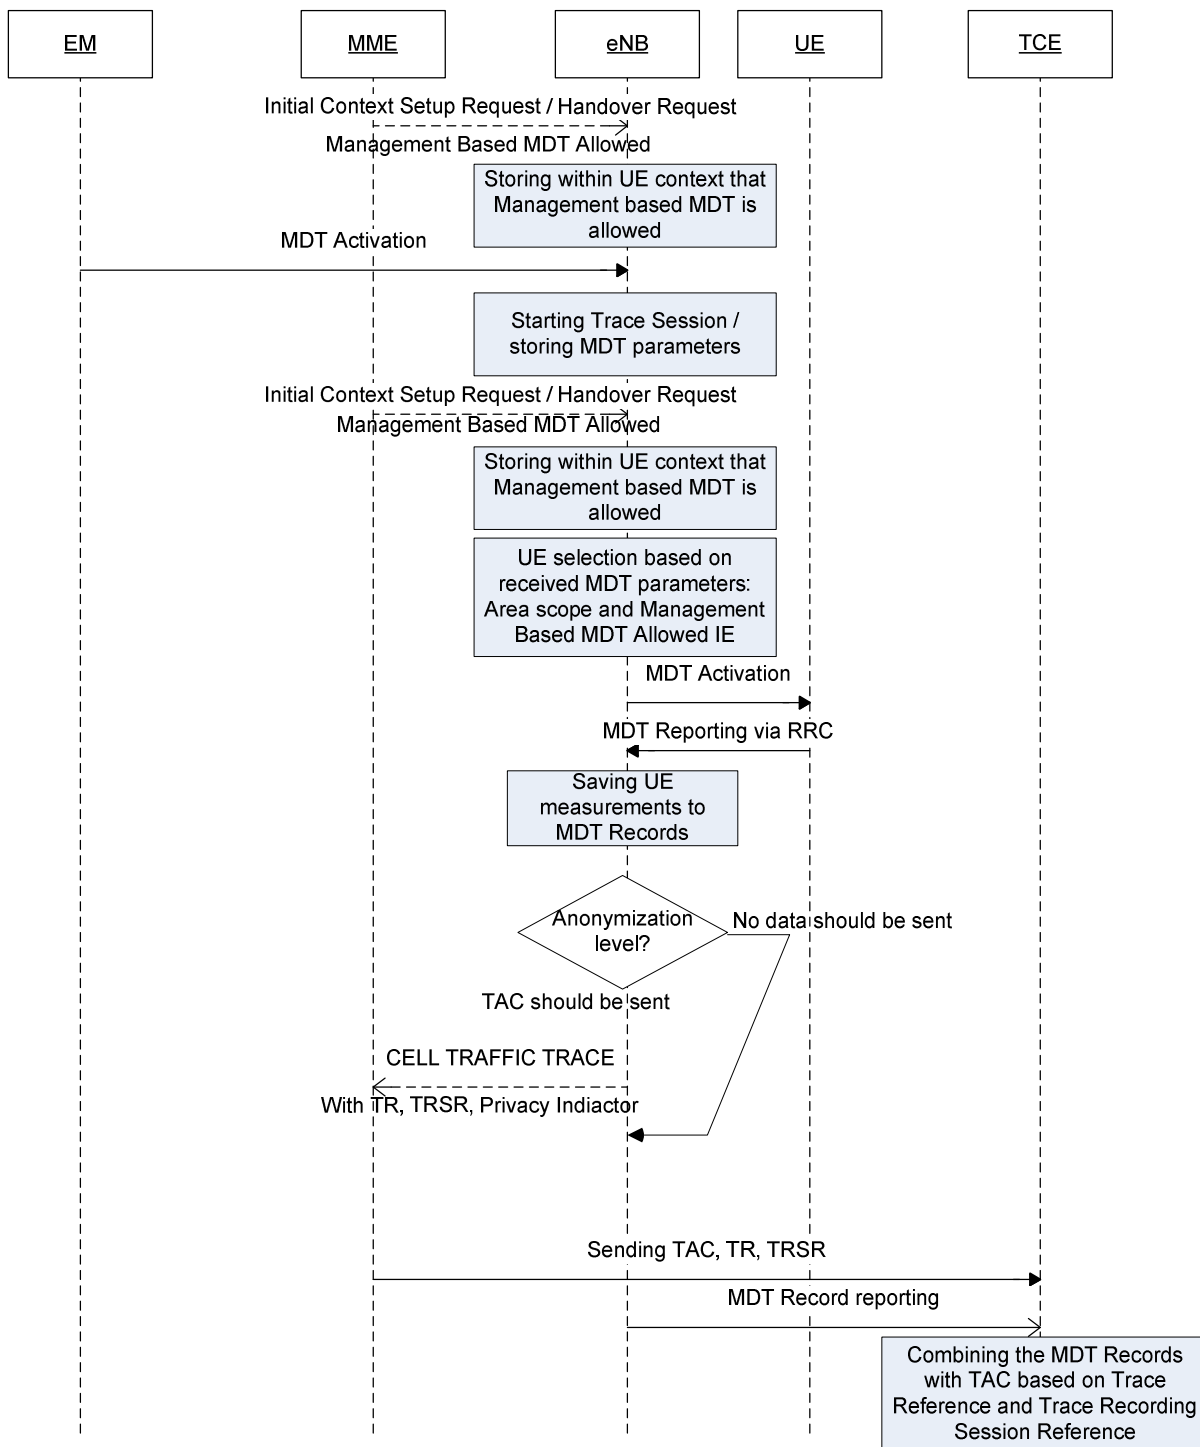 EM
MME
eNB
UE
TCE
Initial Context Setup Request / Handover Request
Management Based MDT Allowed
Storing within UE context that
Management based MDT is
allowed
MDT Activation
Starting Trace Session /
storing MDT parameters
Initial Context Setup Request / Handover Request
Management Based MDT Allowed
Storing within UE context that
Management based MDT is
allowed
UE selection based on
received MDT parameters:
Area scope and Management
Based MDT Allowed IE
MDT Activation
MDT Reporting via RRC
Saving UE
measurements to
MDT Records
Anonymization
level?
No data should be sent
TAC should be sent
CELL TRAFFIC TRACE
With TR, TRSR, Privacy Indiactor
Sending TAC, TR, TRSR
MDT Record reporting
Combining the MDT Records
with TAC based on Trace
Reference and Trace Recording
Session Reference